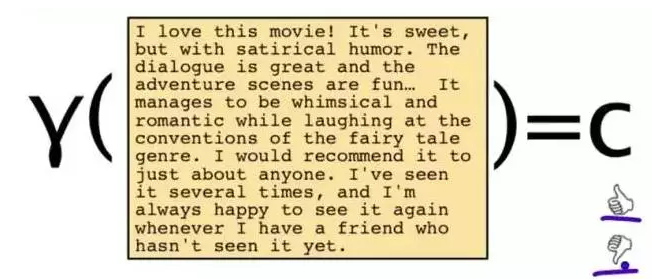 γ(
I love this movie! It's sweet,
but with satirical humor. The
dialogue is great and the
adventure scenes are fun… It
manages to be whimsical and
romantic while laughing at the
conventions of the fairy tale
genre. I would recommend it to
just about anyone. I've seen
it several times, and I'm
always happy to see it again
whenever I have a friend who
hasn't seen it yet.
)=c